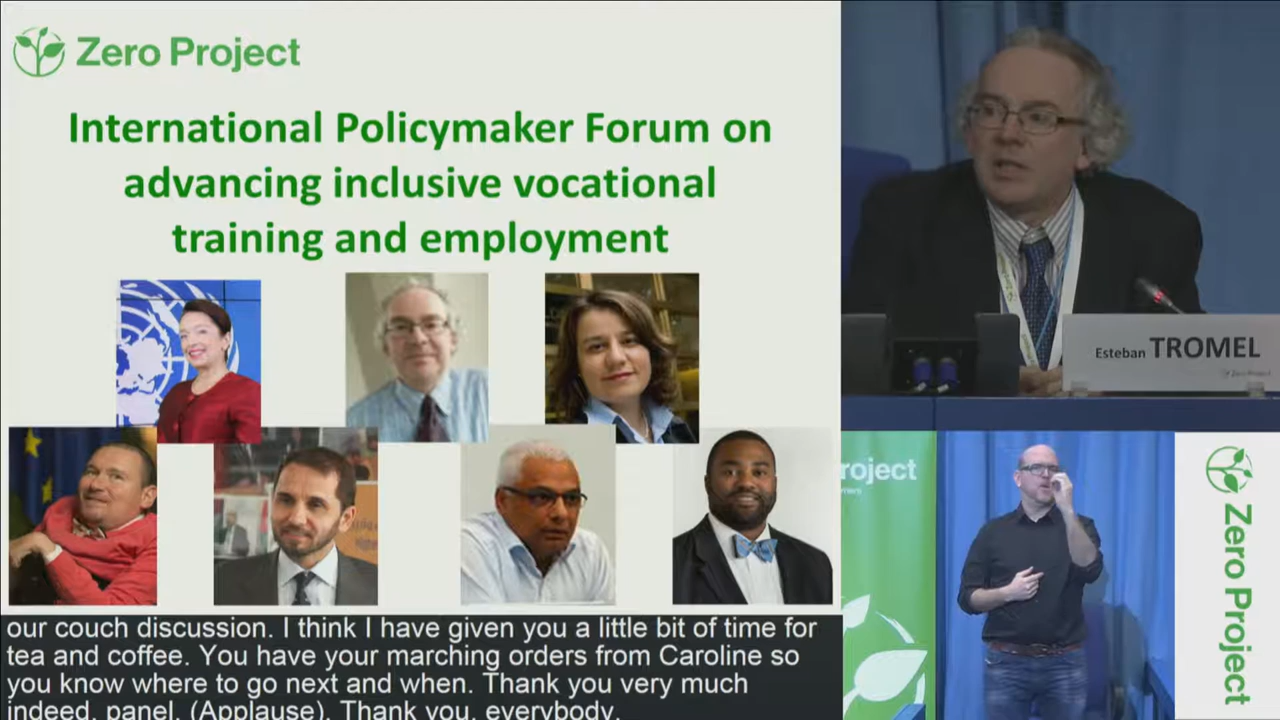 Zero Project
International Policymaker Forum on
advancing inclusive vocational
training and employment
our couch discussion. I think I have given you a little bit of time for
tea and coffee. You have your marching orders from Caroline so
you know where to go next and when. Thank you very much
indeed, panel. (Applause). Thank you, everybody.
Esteban TROMEL
Zero Project
roject
Zero Project